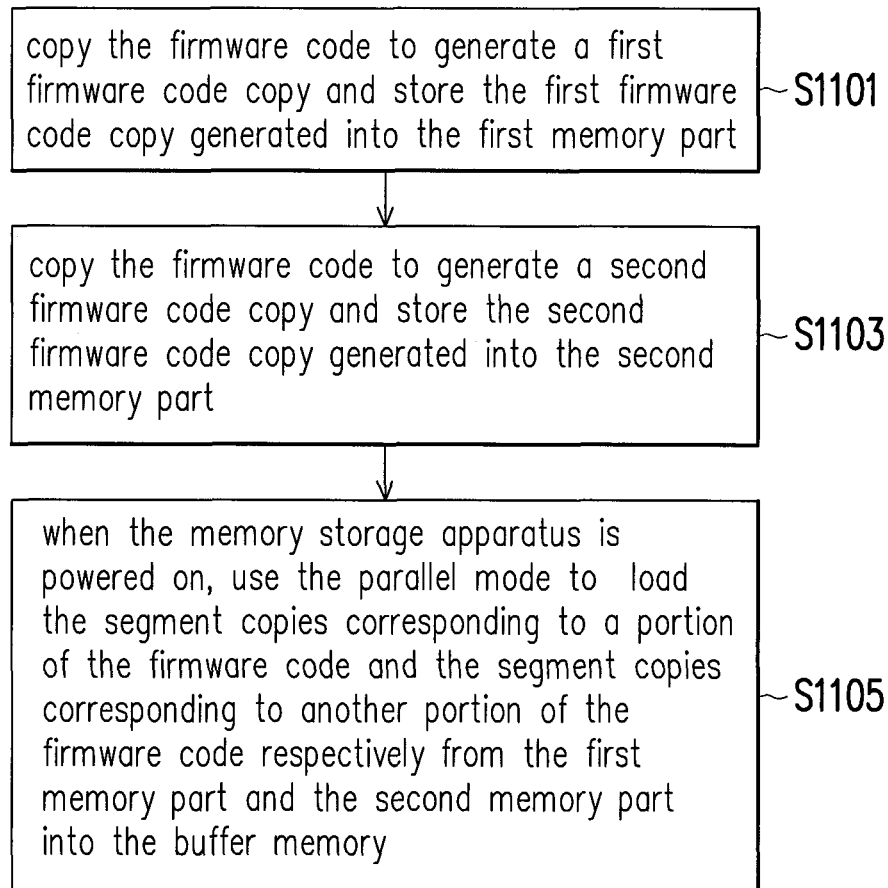 copy the firmware code to generate a first
firmware code copy and store the first firmware
code copy generated into the first memory part
S1101
copy the firmware code to generate a second
firmware code copy and store the second
firmware code copy generated into the second
memory part
S1103
when the memory storage apparatus is
powered on, use the parallel mode to load
the segment copies corresponding to a portion
of the firmware code and the segment copies
corresponding to another portion of the
firmware code respectively from the first
memory part and the second memory part
into the buffer memory
S1105